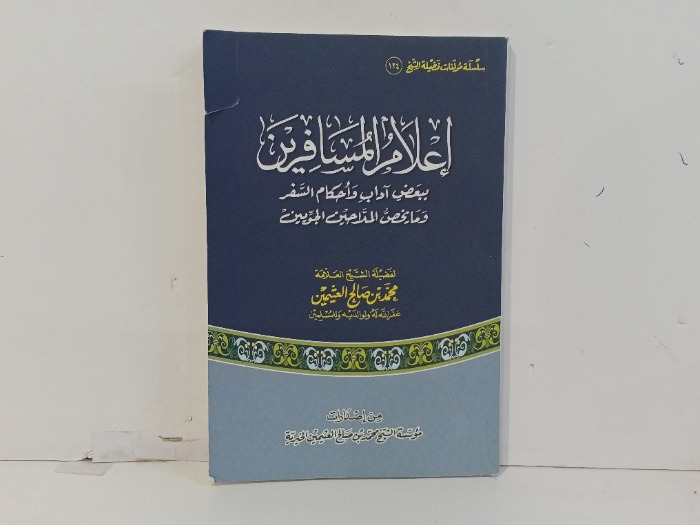 سلسلة مؤلفات فضيلة الشيخ (١٢٤)
إعلام المسافرين
ببعض آداب وأحكام السفر
وما يخص الملاحين الجويين
لفضيلة الشيخ العلامة
محمد بن صالح العثيمين
غفر الله له ولوالديه وللمسلمين
من إصدارات
مؤسسة الشيخ محمد بن صالح العثيمين الخيرية